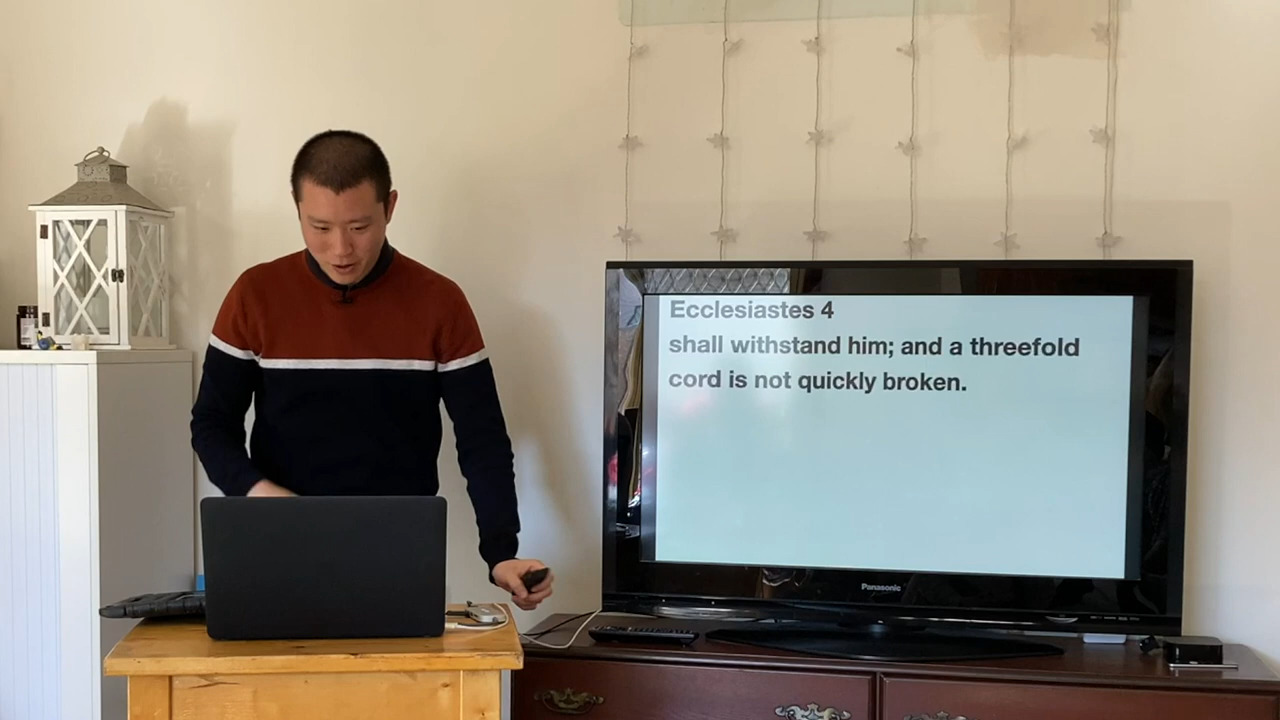 Ecclesiastes 4
shall withstand him; and a threefold
cord is not quickly broken.
Panasonic